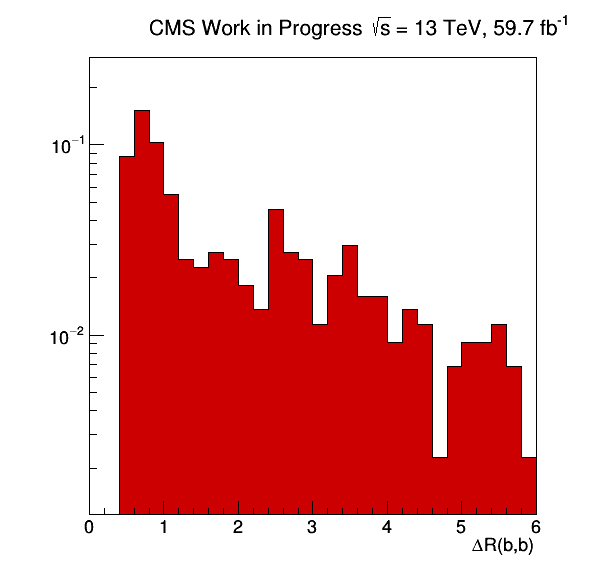 CMS Work in Progress √s = 13 TeV, 59.7 fb⁻¹
10⁻¹
10⁻²
0 1 2 3 4 5 6
ΔR(b,b)